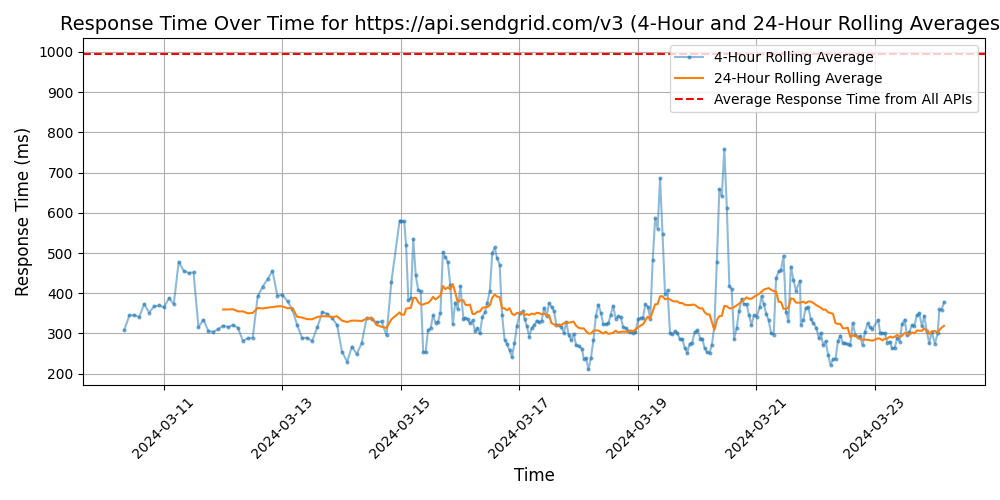 Response Time Over Time for https://api.sendgrid.com/v3 (4-Hour and 24-Hour Rolling Averages
4-Hour Rolling Average
24-Hour Rolling Average
Average Response Time from All APIs
Response Time (ms)
1000
900
800
700
600
500
400
300
200
2024-03-11
2024-03-13
2024-03-15
2024-03-17
2024-03-19
2024-03-21
2024-03-23
Time